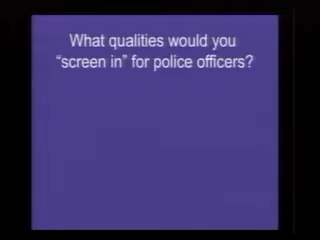 What qualities would you
“screen in” for police officers?